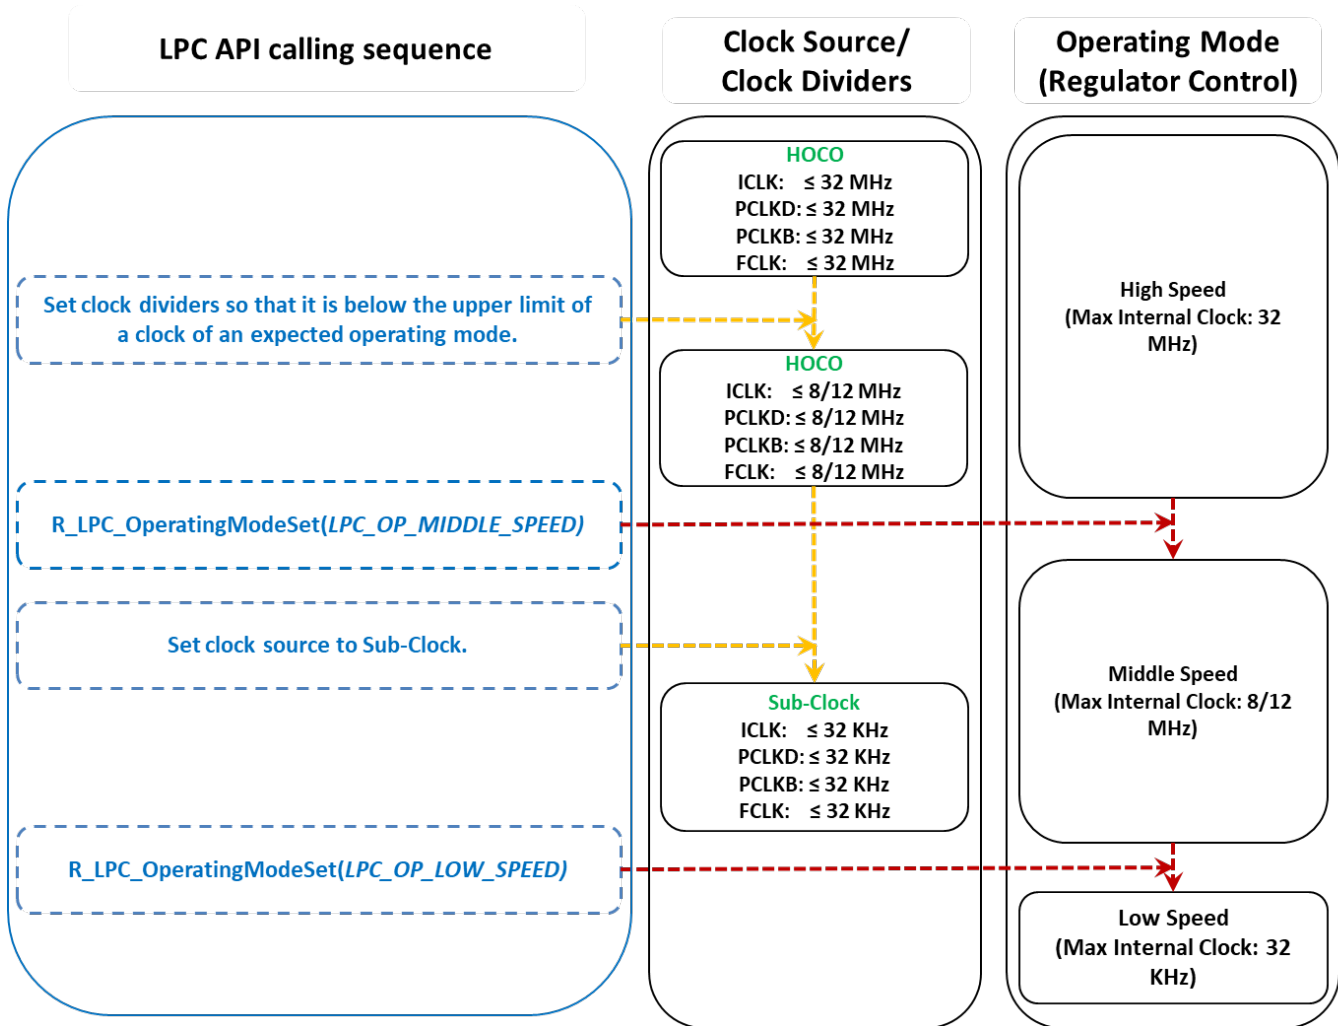 LPC API calling sequence
Clock Source/
Clock Dividers
Operating Mode
(Regulator Control)
HOCO
ICLK: ≤ 32 MHz
PCLKD: ≤ 32 MHz
PCLKB: ≤ 32 MHz
FCLK: ≤ 32 MHz
High Speed
(Max Internal Clock: 32
MHz)
Set clock dividers so that it is below the upper limit of
a clock of an expected operating mode.
HOCO
ICLK: ≤ 8/12 MHz
PCLKD: ≤ 8/12 MHz
PCLKB: ≤ 8/12 MHz
FCLK: ≤ 8/12 MHz
R_LPC_OperatingModeSet(LPC_OP_MIDDLE_SPEED)
Set clock source to Sub-Clock.
Middle Speed
(Max Internal Clock: 8/12
MHz)
Sub-Clock
ICLK: ≤ 32 KHz
PCLKD: ≤ 32 KHz
PCLKB: ≤ 32 KHz
FCLK: ≤ 32 KHz
R_LPC_OperatingModeSet(LPC_OP_LOW_SPEED)
Low Speed
(Max Internal Clock: 32
KHz)